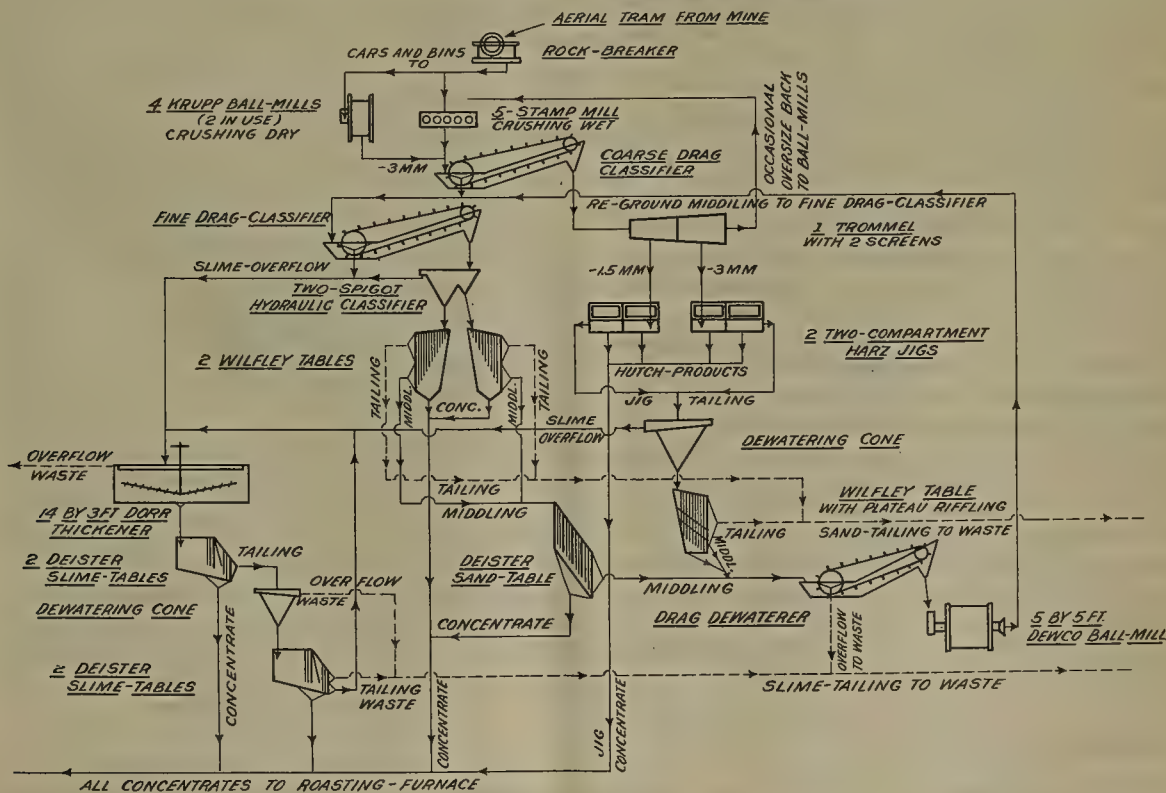 AERIAL TRAM FROM MINE
ROCK-BREAKER
CARS AND BINS
TO
4 KRUPP BALL-MILLS
(2 IN USE)
CRUSHING DRY
5-STAMP MILL
CRUSHING WET
OCCASIONAL
OVERSIZE BACK
TO BALL-MILLS
-3MM
COARSE DRAG
CLASSIFIER
RE-GROUND MIDDILING TO FINE DRAG-CLASSIFIER
FINE DRAG-CLASSIFIER
1 TROMMEL
WITH 2 SCREENS
SLIME-OVERFLOW
-1.5MM
-3MM
TWO-SPIGOT
HYDRAULIC CLASSIFIER
2 TWO-COMPARTMENT
HARZ JIGS
2 WILFLEY TABLES
HUTCH-PRODUCTS
TAILING
MIDDL.
CONC.
MIDDL.
TAILING
JIG
TAILING
SLIME
OVERFLOW
DEWATERING CONE
OVERFLOW
WASTE
TAILING
MIDDLING
WILFLEY TABLE
WITH PLATEAU RIFFLING
14 BY 3FT DORR
THICKENER
TAILING
SAND-TAILING TO WASTE
MIDDL.
2 DEISTER
SLIME-TABLES
TAILING
DEISTER
SAND-TABLE
OVERFLOW
WASTE
MIDDLING
DEWATERING CONE
CONCENTRATE
DRAG DEWATERER
5 BY 5 FT.
DEWCO BALL-MILL
OVERFLOW
TO WASTE
2 DEISTER
SLIME-TABLES
CONCENTRATE
TAILING
WASTE
SLIME-TAILING TO WASTE
CONCENTRATE
JIG
CONCENTRATE
ALL CONCENTRATES TO ROASTING-FURNACE